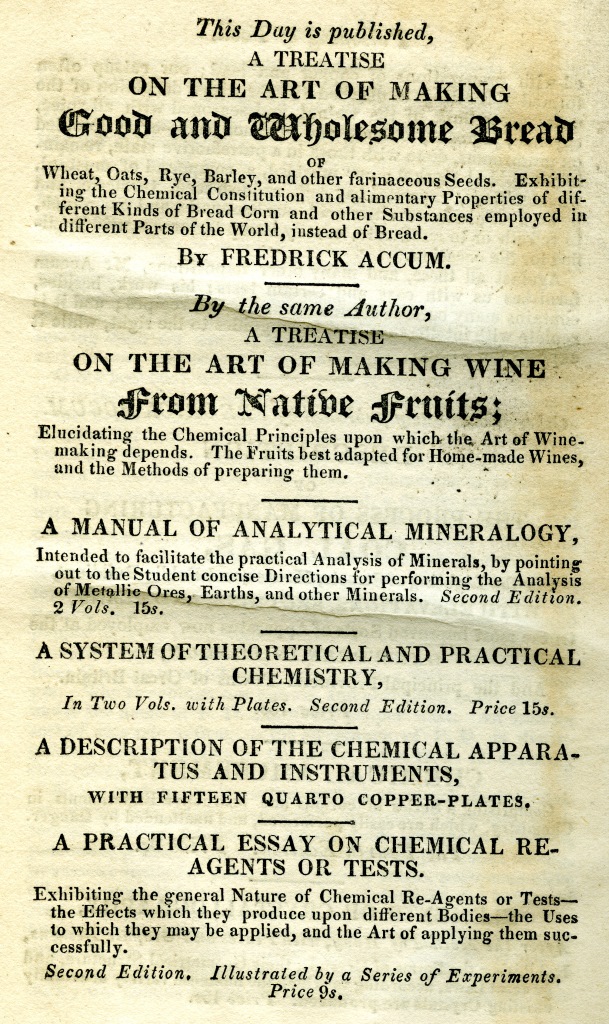 This Day is published,
A TREATISE
ON THE ART OF MAKING
Good and Wholesome Bread
OF
Wheat, Oats, Rye, Barley, and other farinaceous Seeds. Exhibit-
ing the Chemical Constitution and alimentary Properties of dif-
ferent Kinds of Bread Corn and other Substances employed in
different Parts of the World, instead of Bread.
By FREDRICK ACCUM.
By the same Author,
A TREATISE
ON THE ART OF MAKING WINE
From Native Fruits;
Elucidating the Chemical Principles upon which the Art of Wine-
making depends. The Fruits best adapted for Home-made Wines,
and the Methods of preparing them.
A MANUAL OF ANALYTICAL MINERALOGY,
Intended to facilitate the practical Analysis of Minerals, by pointing
out to the Student concise Directions for performing the Analysis
of Metallic Ores, Earths, and other Minerals. Second Edition.
2 Vols. 15s.
A SYSTEM OF THEORETICAL AND PRACTICAL
CHEMISTRY,
In Two Vols. with Plates. Second Edition. Price 15s.
A DESCRIPTION OF THE CHEMICAL APPARA-
TUS AND INSTRUMENTS,
WITH FIFTEEN QUARTO COPPER-PLATES.
A PRACTICAL ESSAY ON CHEMICAL RE-
AGENTS OR TESTS.
Exhibiting the general Nature of Chemical Re-Agents or Tests—
the Effects which they produce upon different Bodies—the Uses
to which they may be applied, and the Art of applying them suc-
cessfully.
Second Edition. Illustrated by a Series of Experiments.
Price 9s.